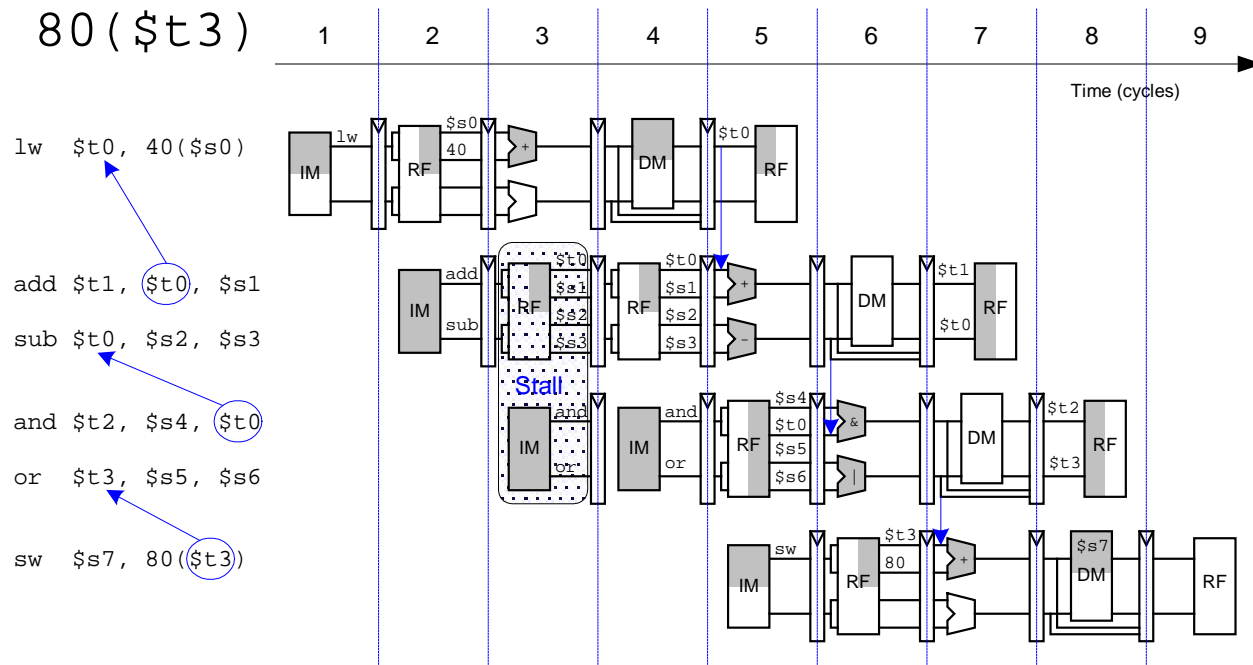 80($t3)
1 2 3 4 5 6 7 8 9
Time (cycles)
lw $t0, 40($s0)
IM lw RF $s0 40 + DM $t0 RF
add $t1, $t0, $s1
sub $t0, $s2, $s3
IM add sub RF $t0 $s1 $s2 $s3 RF $t0 $s1 $s2 $s3 + - DM $t1 $t0 RF
Stall
and $t2, $s4, $t0
or $t3, $s5, $s6
IM and or IM and or RF $s4 $t0 $s5 $s6 & | DM $t2 $t3 RF
sw $s7, 80($t3)
IM sw RF $t3 80 + $s7 DM RF